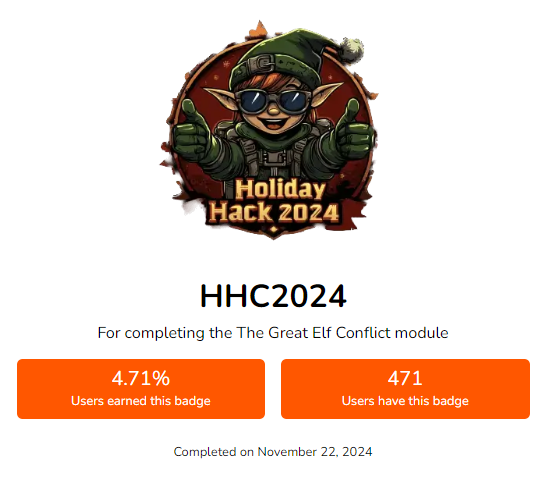 Holiday
Hack 2024
HHC2024
For completing the The Great Elf Conflict module
4.71%
Users earned this badge
471
Users have this badge
Completed on November 22, 2024